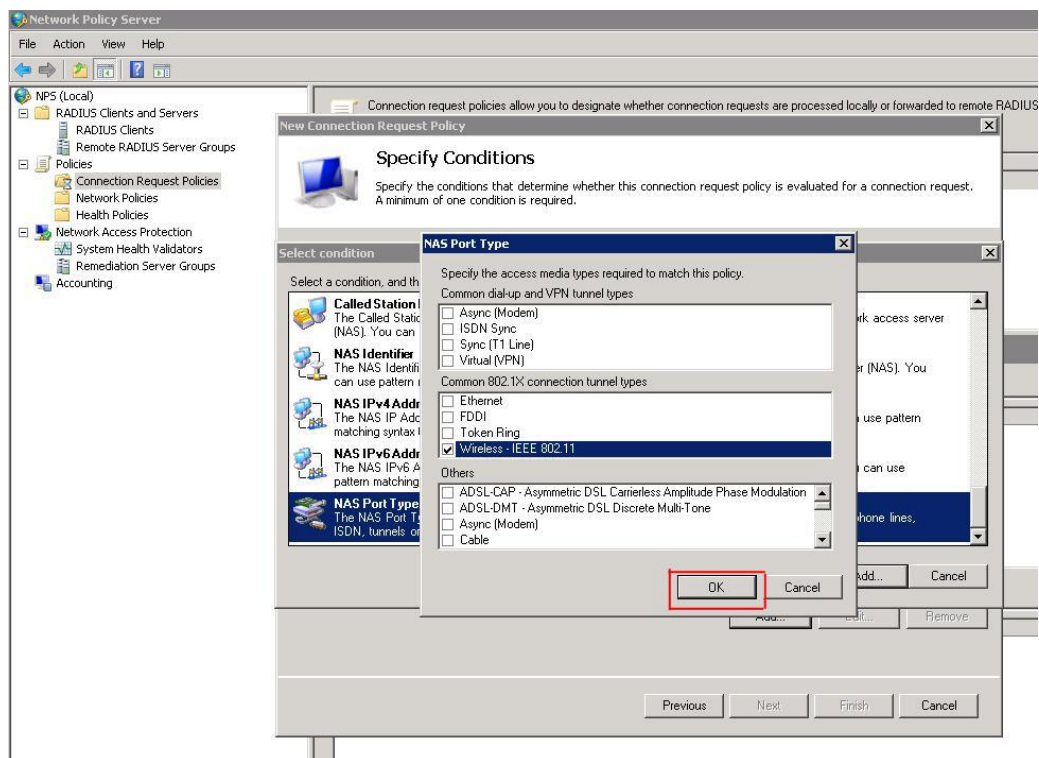 Network Policy Server
File Action View Help
NPS (Local)
RADIUS Clients and Servers
RADIUS Clients
Remote RADIUS Server Groups
Policies
Connection Request Policies
Network Policies
Health Policies
Network Access Protection
System Health Validators
Remediation Server Groups
Accounting
Connection request policies allow you to designate whether connection requests are processed locally or forwarded to remote RADIUS
New Connection Request Policy
Specify Conditions
Specify the conditions that determine whether this connection request policy is evaluated for a connection request.
A minimum of one condition is required.
Select condition
Select a condition, and th
Called Station
The Called Static
(NAS). You can
rk access server
NAS Identifier
The NAS Identifi
can use pattern
er (NAS). You
NAS IPv4 Addr
The NAS IP Adc
matching syntax
use pattern
NAS IPv6 Addr
The NAS IPv6 A
pattern matching
can use
NAS Port Type
The NAS Port Ty
ISDN, tunnels or
phone lines,
NAS Port Type
Specify the access media types required to match this policy.
Common dial-up and VPN tunnel types
Async (Modem)
ISDN Sync
Sync (T1 Line)
Virtual (VPN)
Common 802.1X connection tunnel types
Ethernet
FDDI
Token Ring
Wireless - IEEE 802.11
Others
ADSL-CAP - Asymmetric DSL Carrierless Amplitude Phase Modulation
ADSL-DMT - Asymmetric DSL Discrete Multi-Tone
Async (Modem)
Cable
OK Cancel
Add... Cancel
Add... Edit... Remove
Previous Next Finish Cancel